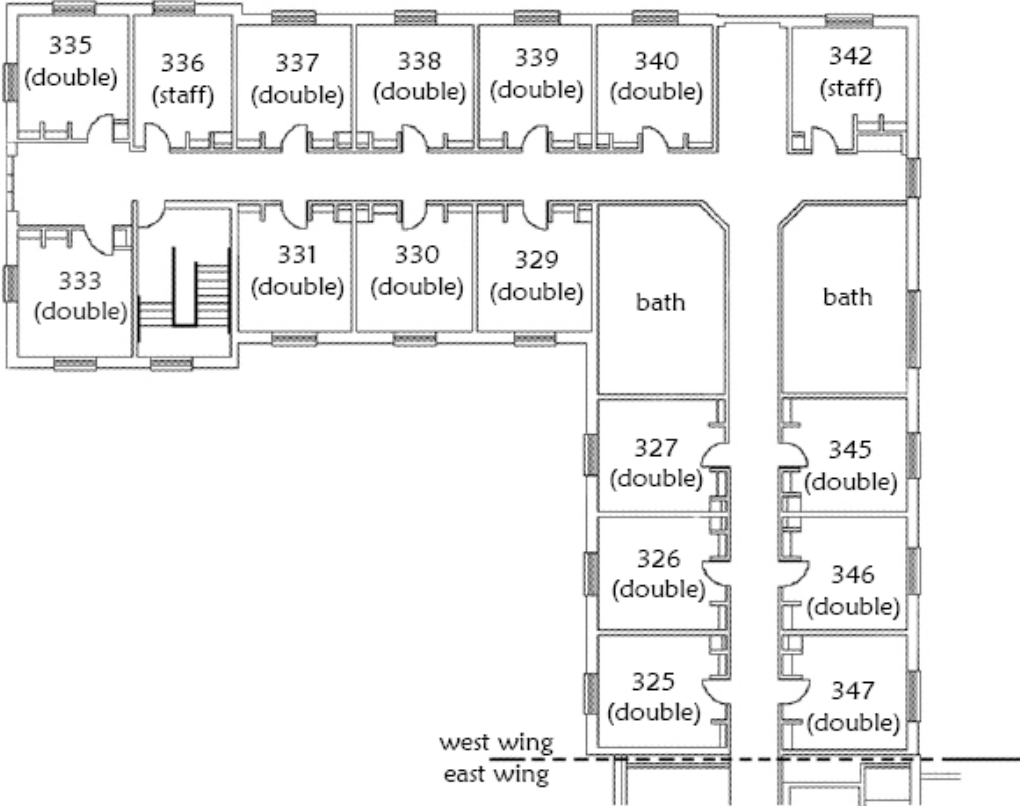 335
(double)
336
(staff)
337
(double)
338
(double)
339
(double)
340
(double)
342
(staff)
333
(double)
331
(double)
330
(double)
329
(double)
bath
bath
327
(double)
345
(double)
326
(double)
346
(double)
325
(double)
347
(double)
west wing
east wing